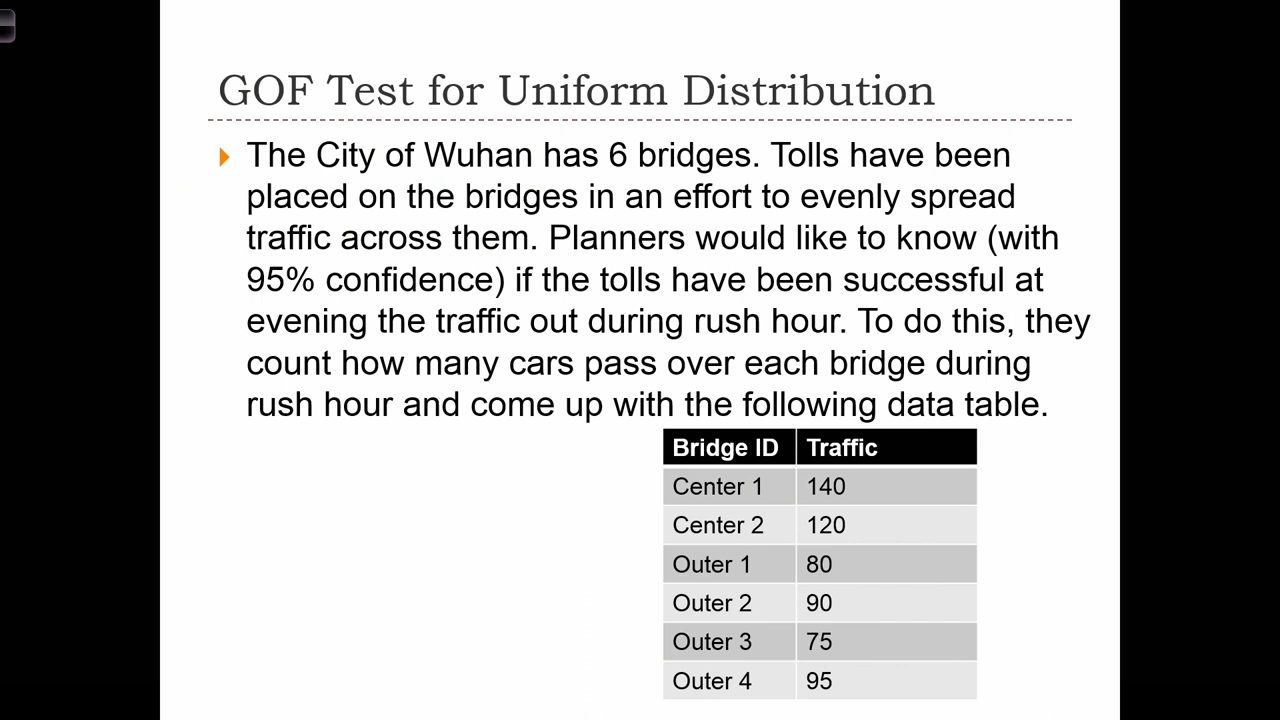 GOF Test for Uniform Distribution
The City of Wuhan has 6 bridges. Tolls have been
placed on the bridges in an effort to evenly spread
traffic across them. Planners would like to know (with
95% confidence) if the tolls have been successful at
evening the traffic out during rush hour. To do this, they
count how many cars pass over each bridge during
rush hour and come up with the following data table.
Bridge ID Traffic
Center 1 140
Center 2 120
Outer 1 80
Outer 2 90
Outer 3 75
Outer 4 95